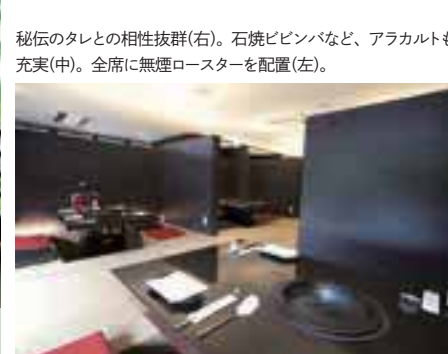 秘伝のタレとの相性抜群(右)。石焼ビビンバなど、アラカルトも
充実(中)。全席に無煙ロースターを配置(左)。